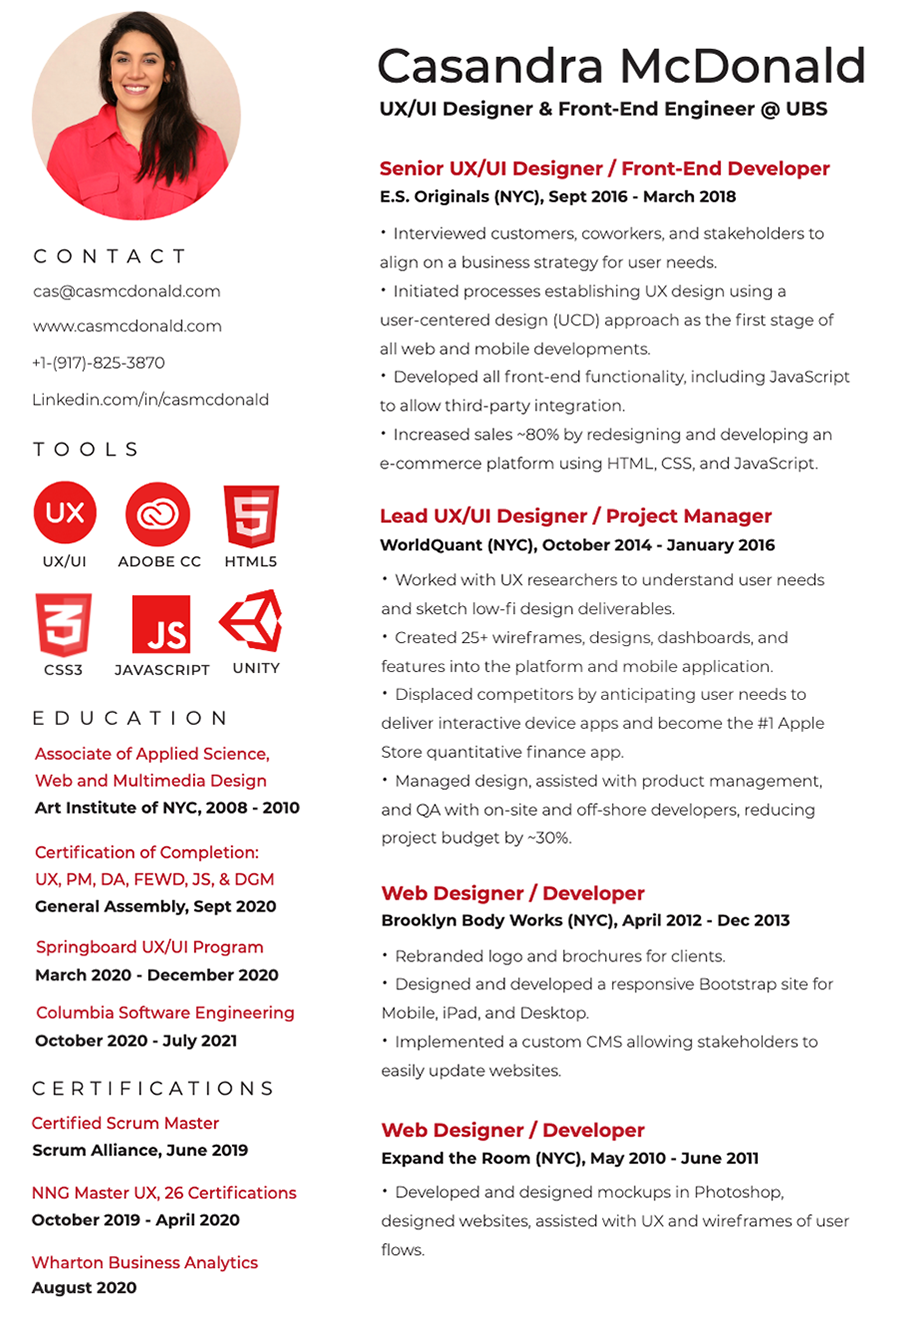 Casandra McDonald
UX/UI Designer & Front-End Engineer @ UBS
CONTACT
cas@casmcdonald.com
www.casmcdonald.com
+1-(917)-825-3870
Linkedin.com/in/casmcdonald
TOOLS
UX
5
UX/UI ADOBE CC HTML5
3
JS
CSS3 JAVASCRIPT UNITY
EDUCATION
Associate of Applied Science,
Web and Multimedia Design
Art Institute of NYC, 2008 - 2010
Certification of Completion:
UX, PM, DA, FEWD, JS, & DGM
General Assembly, Sept 2020
Springboard UX/UI Program
March 2020 - December 2020
Columbia Software Engineering
October 2020 - July 2021
CERTIFICATIONS
Certified Scrum Master
Scrum Alliance, June 2019
NNG Master UX, 26 Certifications
October 2019 - April 2020
Wharton Business Analytics
August 2020
Senior UX/UI Designer / Front-End Developer
E.S. Originals (NYC), Sept 2016 - March 2018
• Interviewed customers, coworkers, and stakeholders to
align on a business strategy for user needs.
• Initiated processes establishing UX design using a
user-centered design (UCD) approach as the first stage of
all web and mobile developments.
• Developed all front-end functionality, including JavaScript
to allow third-party integration.
• Increased sales ~80% by redesigning and developing an
e-commerce platform using HTML, CSS, and JavaScript.
Lead UX/UI Designer / Project Manager
WorldQuant (NYC), October 2014 - January 2016
• Worked with UX researchers to understand user needs
and sketch low-fi design deliverables.
• Created 25+ wireframes, designs, dashboards, and
features into the platform and mobile application.
• Displaced competitors by anticipating user needs to
deliver interactive device apps and become the #1 Apple
Store quantitative finance app.
• Managed design, assisted with product management,
and QA with on-site and off-shore developers, reducing
project budget by ~30%.
Web Designer / Developer
Brooklyn Body Works (NYC), April 2012 - Dec 2013
• Rebranded logo and brochures for clients.
• Designed and developed a responsive Bootstrap site for
Mobile, iPad, and Desktop.
• Implemented a custom CMS allowing stakeholders to
easily update websites.
Web Designer / Developer
Expand the Room (NYC), May 2010 - June 2011
• Developed and designed mockups in Photoshop,
designed websites, assisted with UX and wireframes of user
flows.